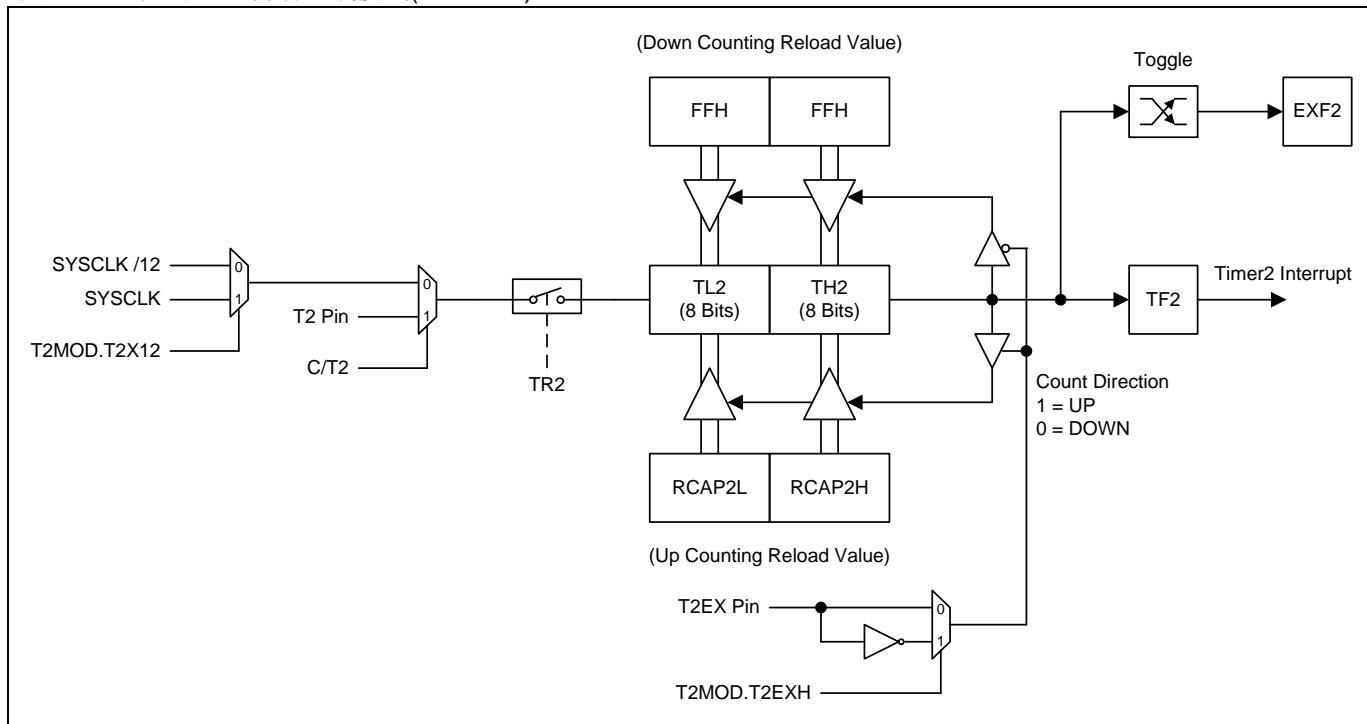 (Down Counting Reload Value)
Toggle
FFH
FFH
EXF2
SYSCLK /12
0
SYSCLK
1
T2MOD.T2X12
0
T2 Pin
1
C/T2
TR2
TL2
(8 Bits)
TH2
(8 Bits)
TF2
Timer2 Interrupt
Count Direction
1 = UP
0 = DOWN
RCAP2L
RCAP2H
(Up Counting Reload Value)
T2EX Pin
0
1
T2MOD.T2EXH